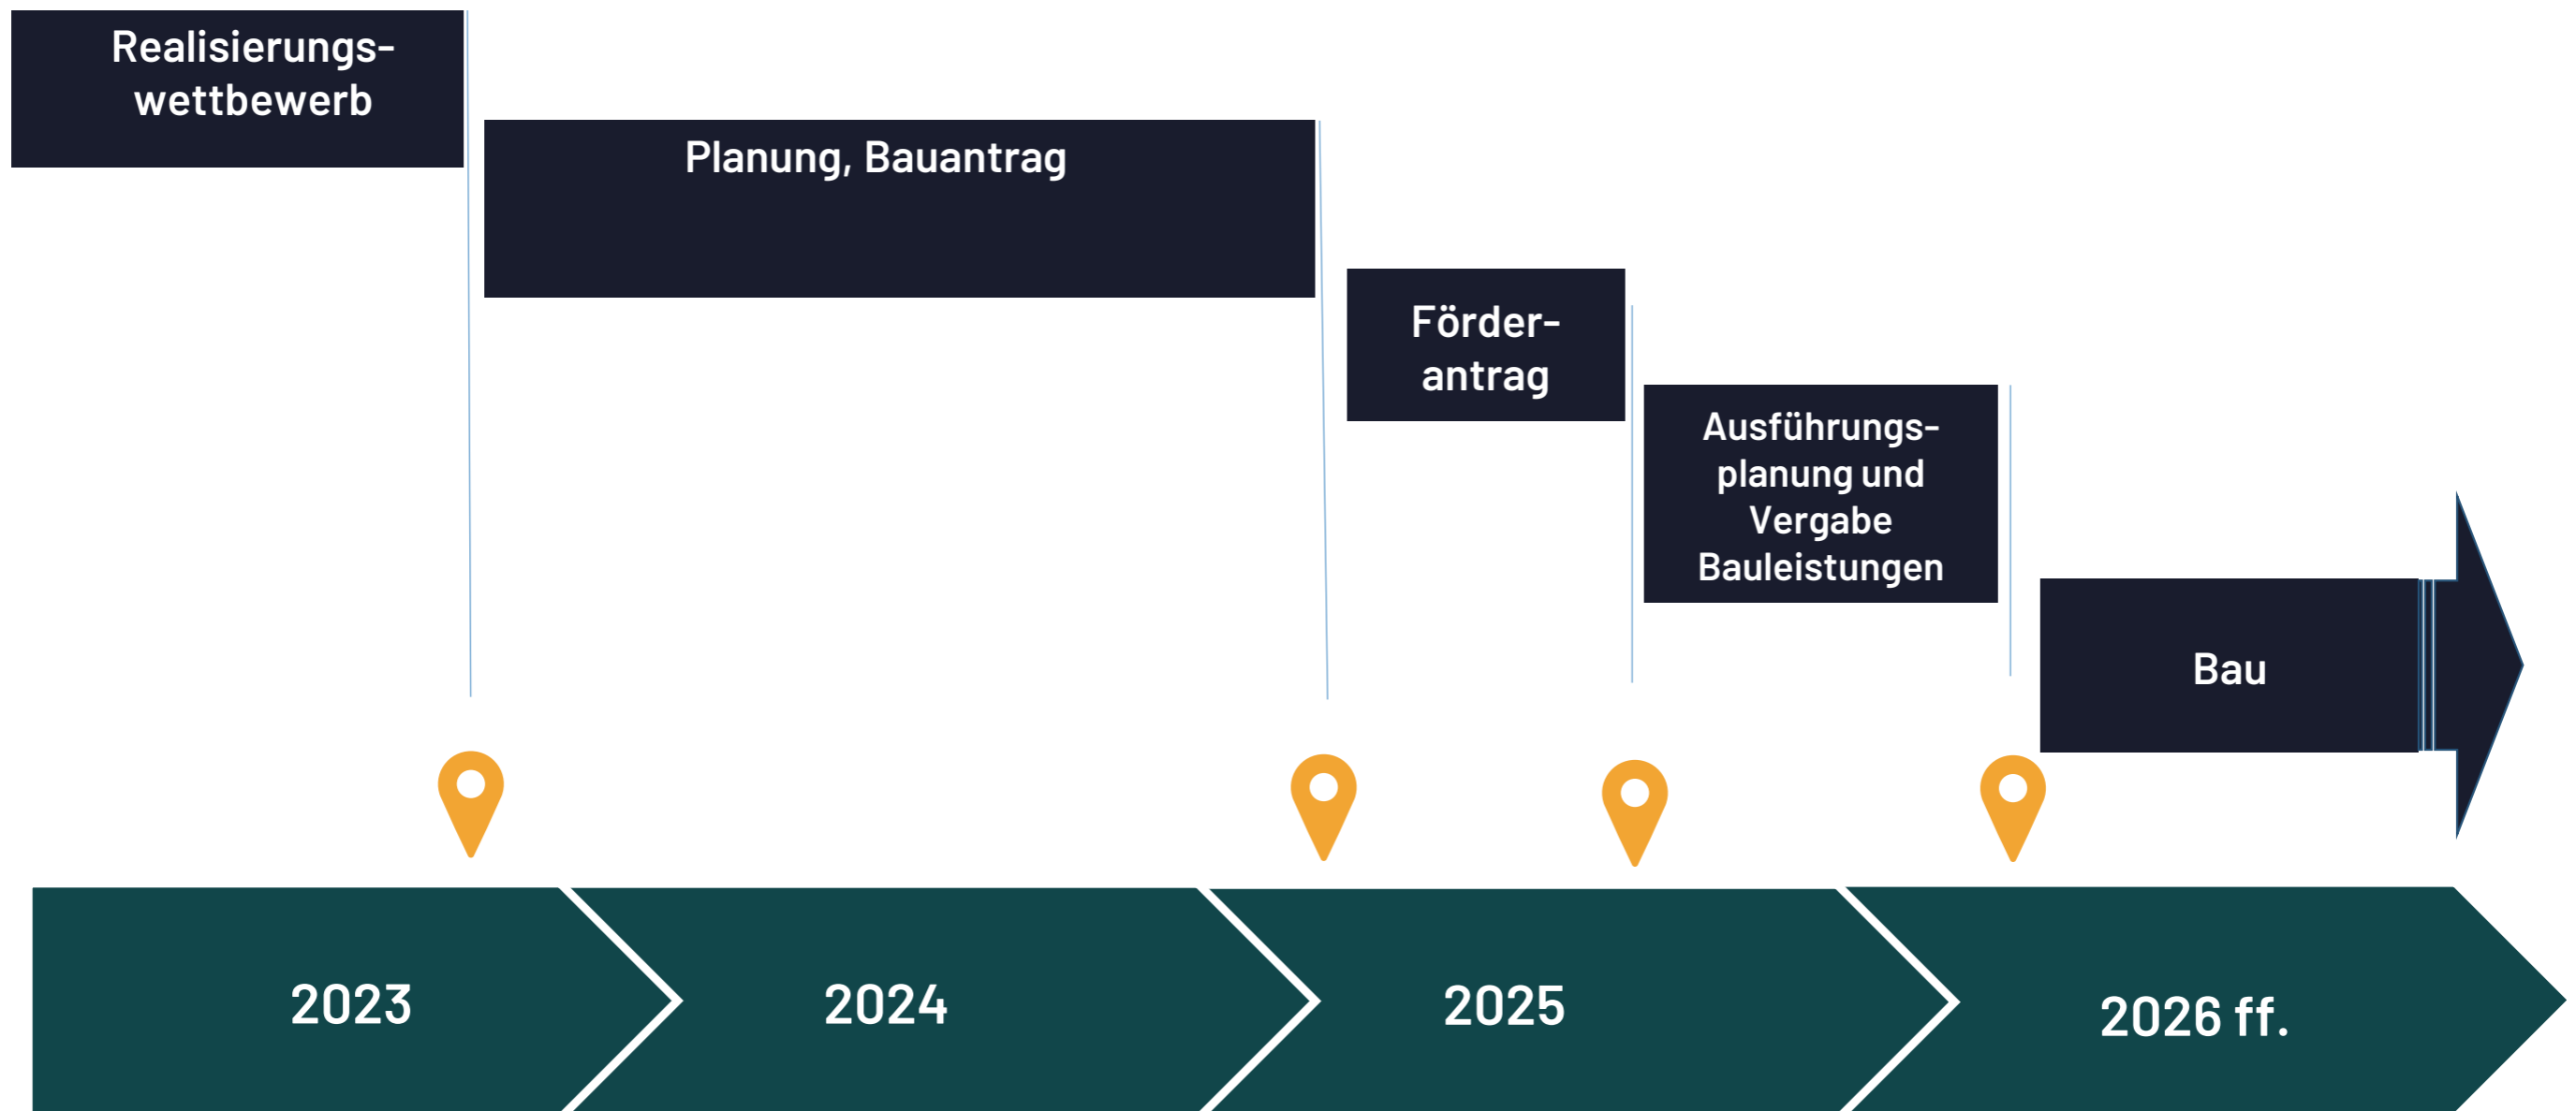 Realisierungs-
wettbewerb
Planung, Bauantrag
Förder-
antrag
Ausführungs-
planung und
Vergabe
Bauleistungen
Bau
2023
2024
2025
2026 ff.